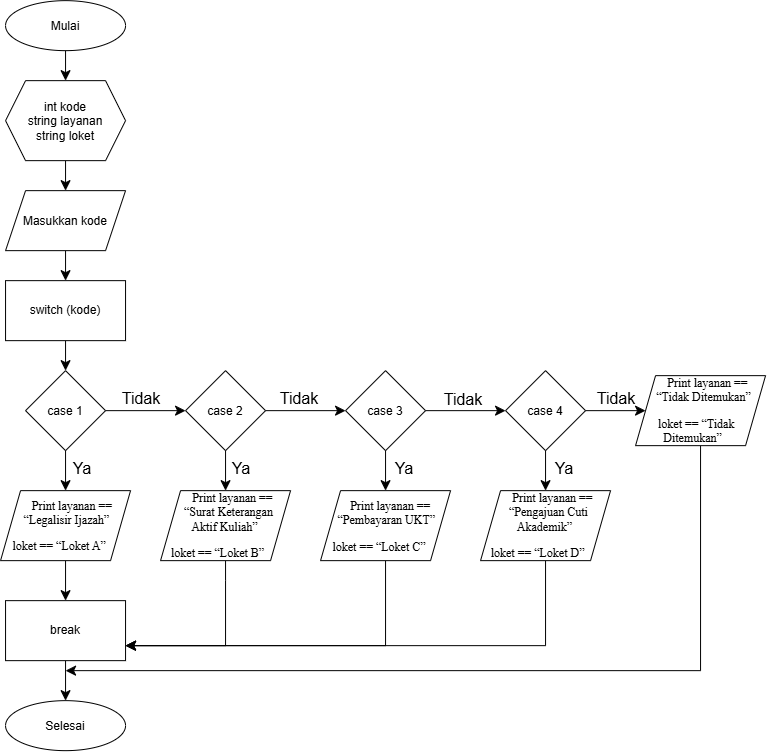 Mulai
int kode
string layanan
string loket
Masukkan kode
switch (kode)
case 1
Tidak
case 2
Tidak
case 3
Tidak
case 4
Tidak
Print layanan ==
“Tidak Ditemukan”
loket == “Tidak
Ditemukan”
Ya
Ya
Ya
Ya
Print layanan ==
“Legalisir Ijazah”
loket == “Loket A”
Print layanan ==
“Surat Keterangan
Aktif Kuliah”
loket == “Loket B”
Print layanan ==
“Pembayaran UKT”
loket == “Loket C”
Print layanan ==
“Pengajuan Cuti
Akademik”
loket == “Loket D”
break
Selesai